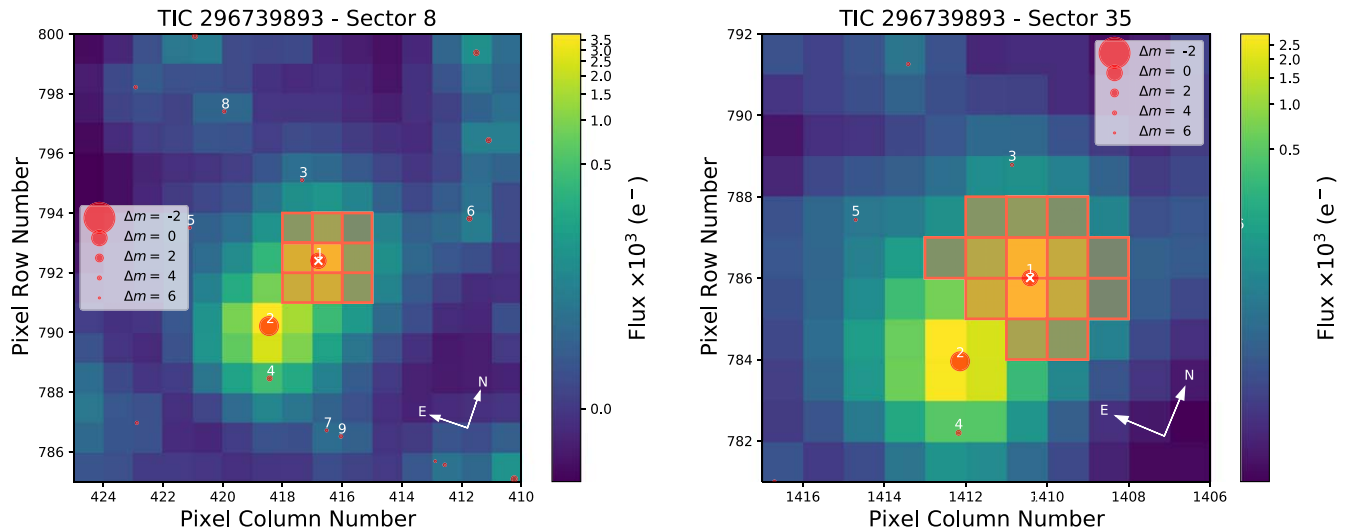 TIC 296739893 - Sector 8
800
798
796
794
792
790
788
786
Pixel Row Number
424
422
420
418
416
414
412
410
Pixel Column Number
8
3
5
6
1
2
4
7
9
N
E
Δm = -2
Δm = 0
Δm = 2
Δm = 4
Δm = 6
3.5
3.0
2.5
2.0
1.5
1.0
0.5
0.0
Flux ×10³ (e⁻)
TIC 296739893 - Sector 35
792
790
788
786
784
782
Pixel Row Number
1416
1414
1412
1410
1408
1406
Pixel Column Number
3
5
1
2
4
N
E
Δm = -2
Δm = 0
Δm = 2
Δm = 4
Δm = 6
2.5
2.0
1.5
1.0
0.5
Flux ×10³ (e⁻)